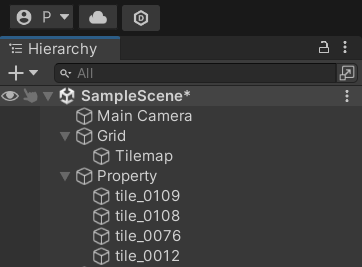 P
Hierarchy
All
SampleScene*
Main Camera
Grid
Tilemap
Property
tile_0109
tile_0108
tile_0076
tile_0012